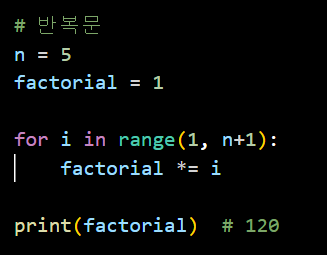 # 반복문
n = 5
factorial = 1
for i in range(1, n+1):
    factorial *= i
print(factorial)  # 120